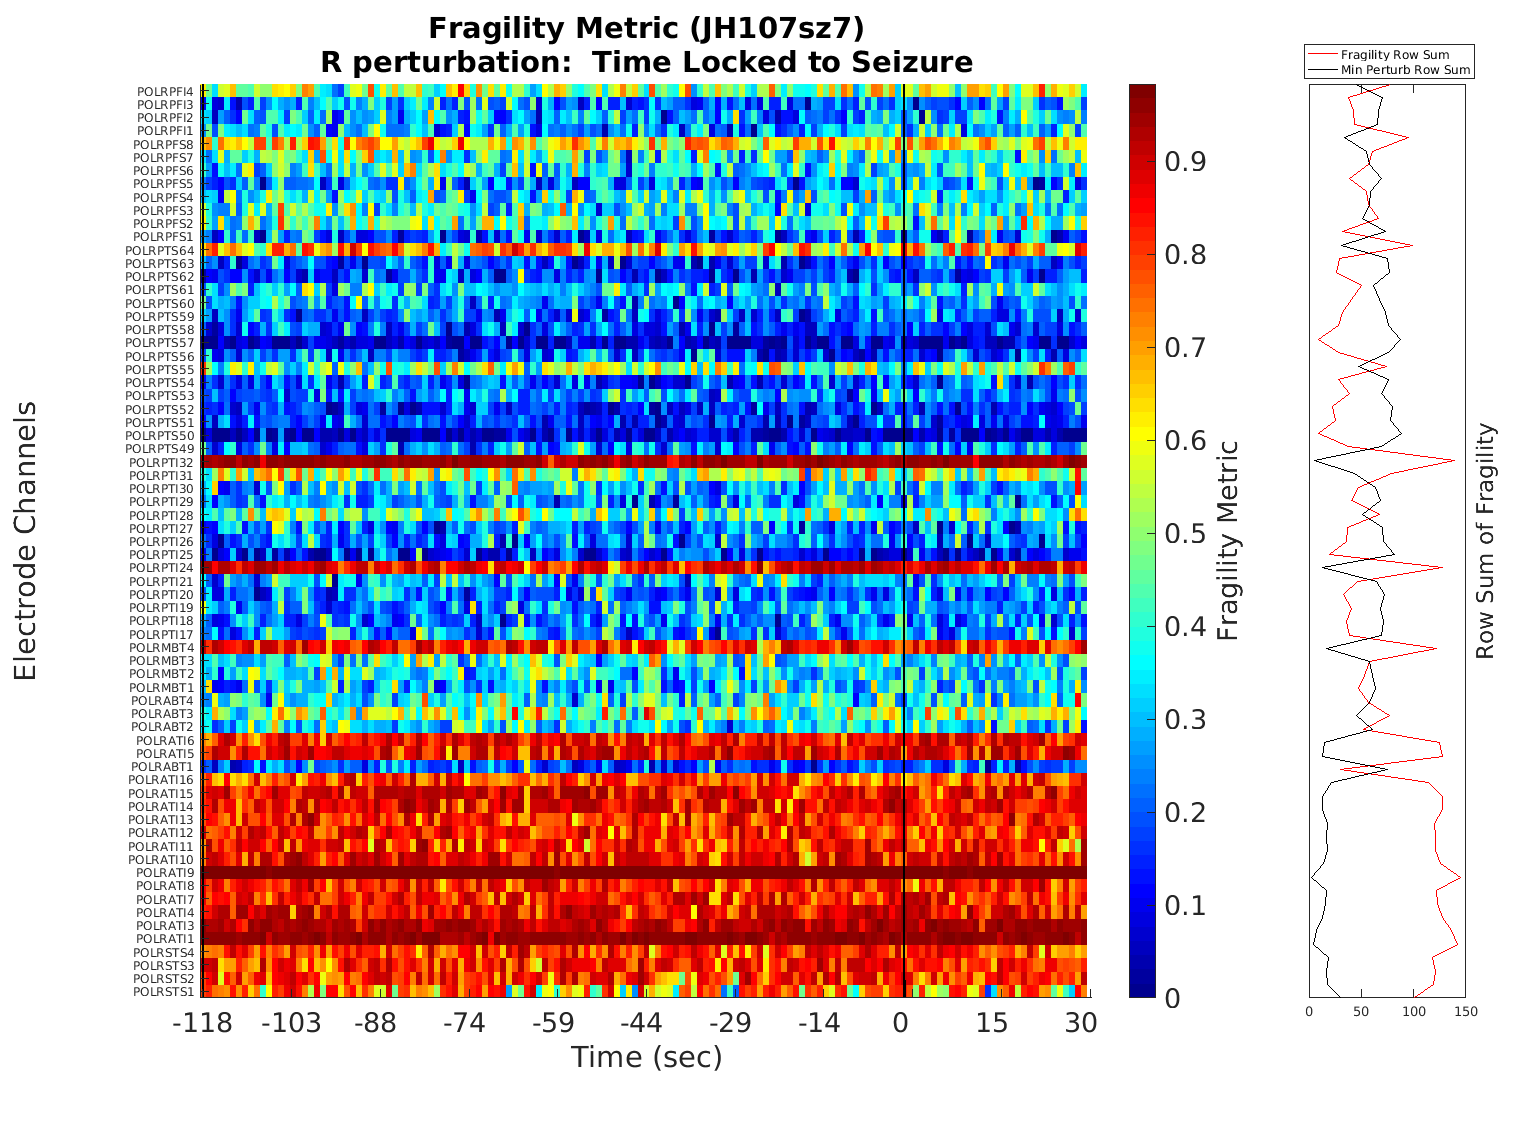 Fragility Metric (JH107sz7)
R perturbation:  Time Locked to Seizure
Electrode Channels
POLRPFI4
POLRPFI3
POLRPFI2
POLRPFI1
POLRPFS8
POLRPFS7
POLRPFS6
POLRPFS5
POLRPFS4
POLRPFS3
POLRPFS2
POLRPFS1
POLRPTS64
POLRPTS63
POLRPTS62
POLRPTS61
POLRPTS60
POLRPTS59
POLRPTS58
POLRPTS57
POLRPTS56
POLRPTS55
POLRPTS54
POLRPTS53
POLRPTS52
POLRPTS51
POLRPTS50
POLRPTS49
POLRPTI32
POLRPTI31
POLRPTI30
POLRPTI29
POLRPTI28
POLRPTI27
POLRPTI26
POLRPTI25
POLRPTI24
POLRPTI21
POLRPTI20
POLRPTI19
POLRPTI18
POLRPTI17
POLRMBT4
POLRMBT3
POLRMBT2
POLRMBT1
POLRABT4
POLRABT3
POLRABT2
POLRATI6
POLRATI5
POLRABT1
POLRATI16
POLRATI15
POLRATI14
POLRATI13
POLRATI12
POLRATI11
POLRATI10
POLRATI9
POLRATI8
POLRATI7
POLRATI4
POLRATI3
POLRATI1
POLRSTS4
POLRSTS3
POLRSTS2
POLRSTS1
-118 -103 -88 -74 -59 -44 -29 -14 0 15 30
Time (sec)
0.9
0.8
0.7
0.6
0.5
0.4
0.3
0.2
0.1
0
Fragility Metric
Fragility Row Sum
Min Perturb Row Sum
0 50 100 150
Row Sum of Fragility